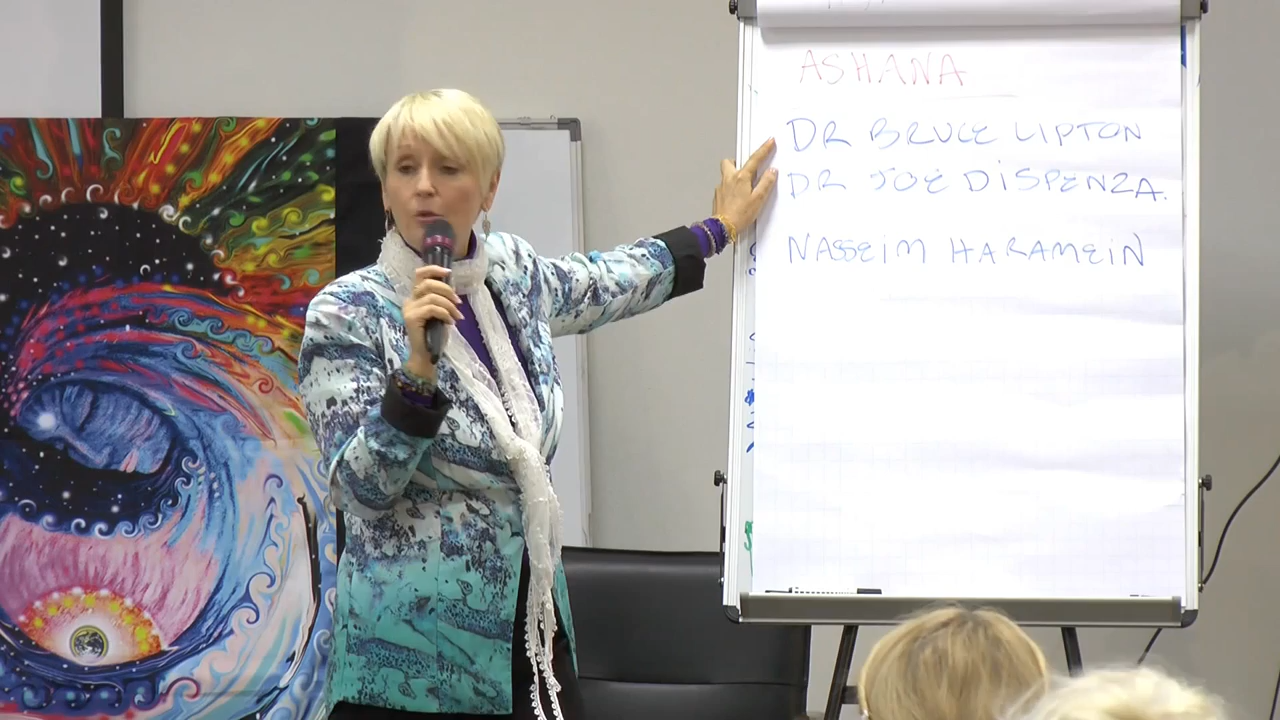 ASHANA
DR BRUCE LIPTON
DR JOE DISPENZA.
NASSEIM HARAMEIN